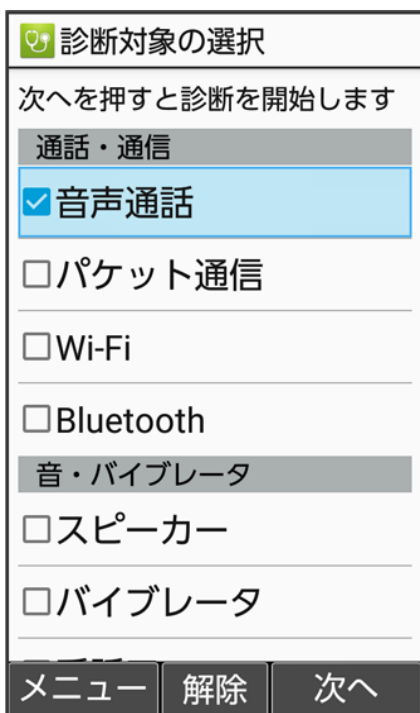 診断対象の選択
次へを押すと診断を開始します
通話・通信
音声通話
パケット通信
Wi-Fi
Bluetooth
音・バイブレータ
スピーカー
バイブレータ
メニュー 解除 次へ